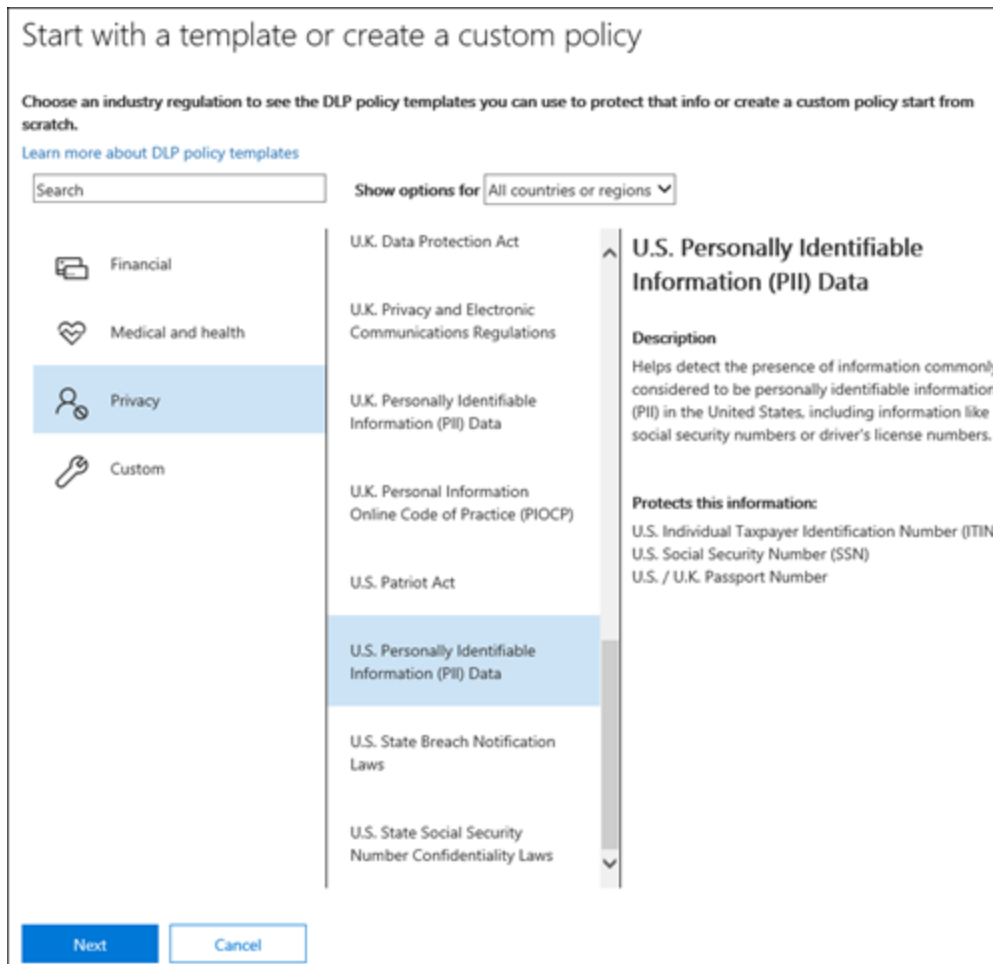 Start with a template or create a custom policy
Choose an industry regulation to see the DLP policy templates you can use to protect that info or create a custom policy start from
scratch.
Learn more about DLP policy templates
Search
Show options for All countries or regions
Financial
Medical and health
Privacy
Custom
U.K. Data Protection Act
U.K. Privacy and Electronic
Communications Regulations
U.K. Personally Identifiable
Information (PII) Data
U.K. Personal Information
Online Code of Practice (PIOCP)
U.S. Patriot Act
U.S. Personally Identifiable
Information (PII) Data
U.S. State Breach Notification
Laws
U.S. State Social Security
Number Confidentiality Laws
U.S. Personally Identifiable
Information (PII) Data
Description
Helps detect the presence of information commonly
considered to be personally identifiable information
(PII) in the United States, including information like
social security numbers or driver's license numbers.
Protects this information:
U.S. Individual Taxpayer Identification Number (ITIN
U.S. Social Security Number (SSN)
U.S. / U.K. Passport Number
Next
Cancel